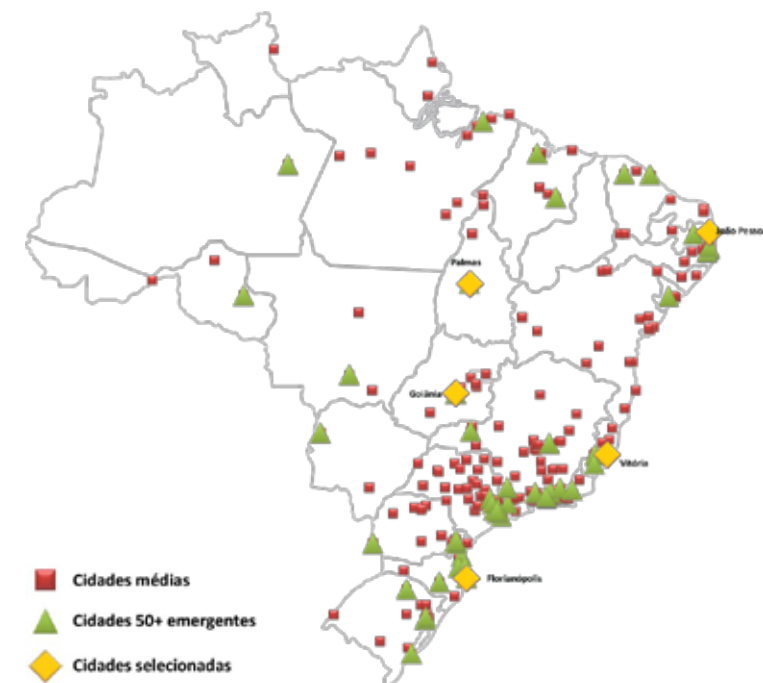 João Pessoa
Palmas
Goiânia
Vitória
Florianópolis
Cidades médias
Cidades 50+ emergentes
Cidades selecionadas